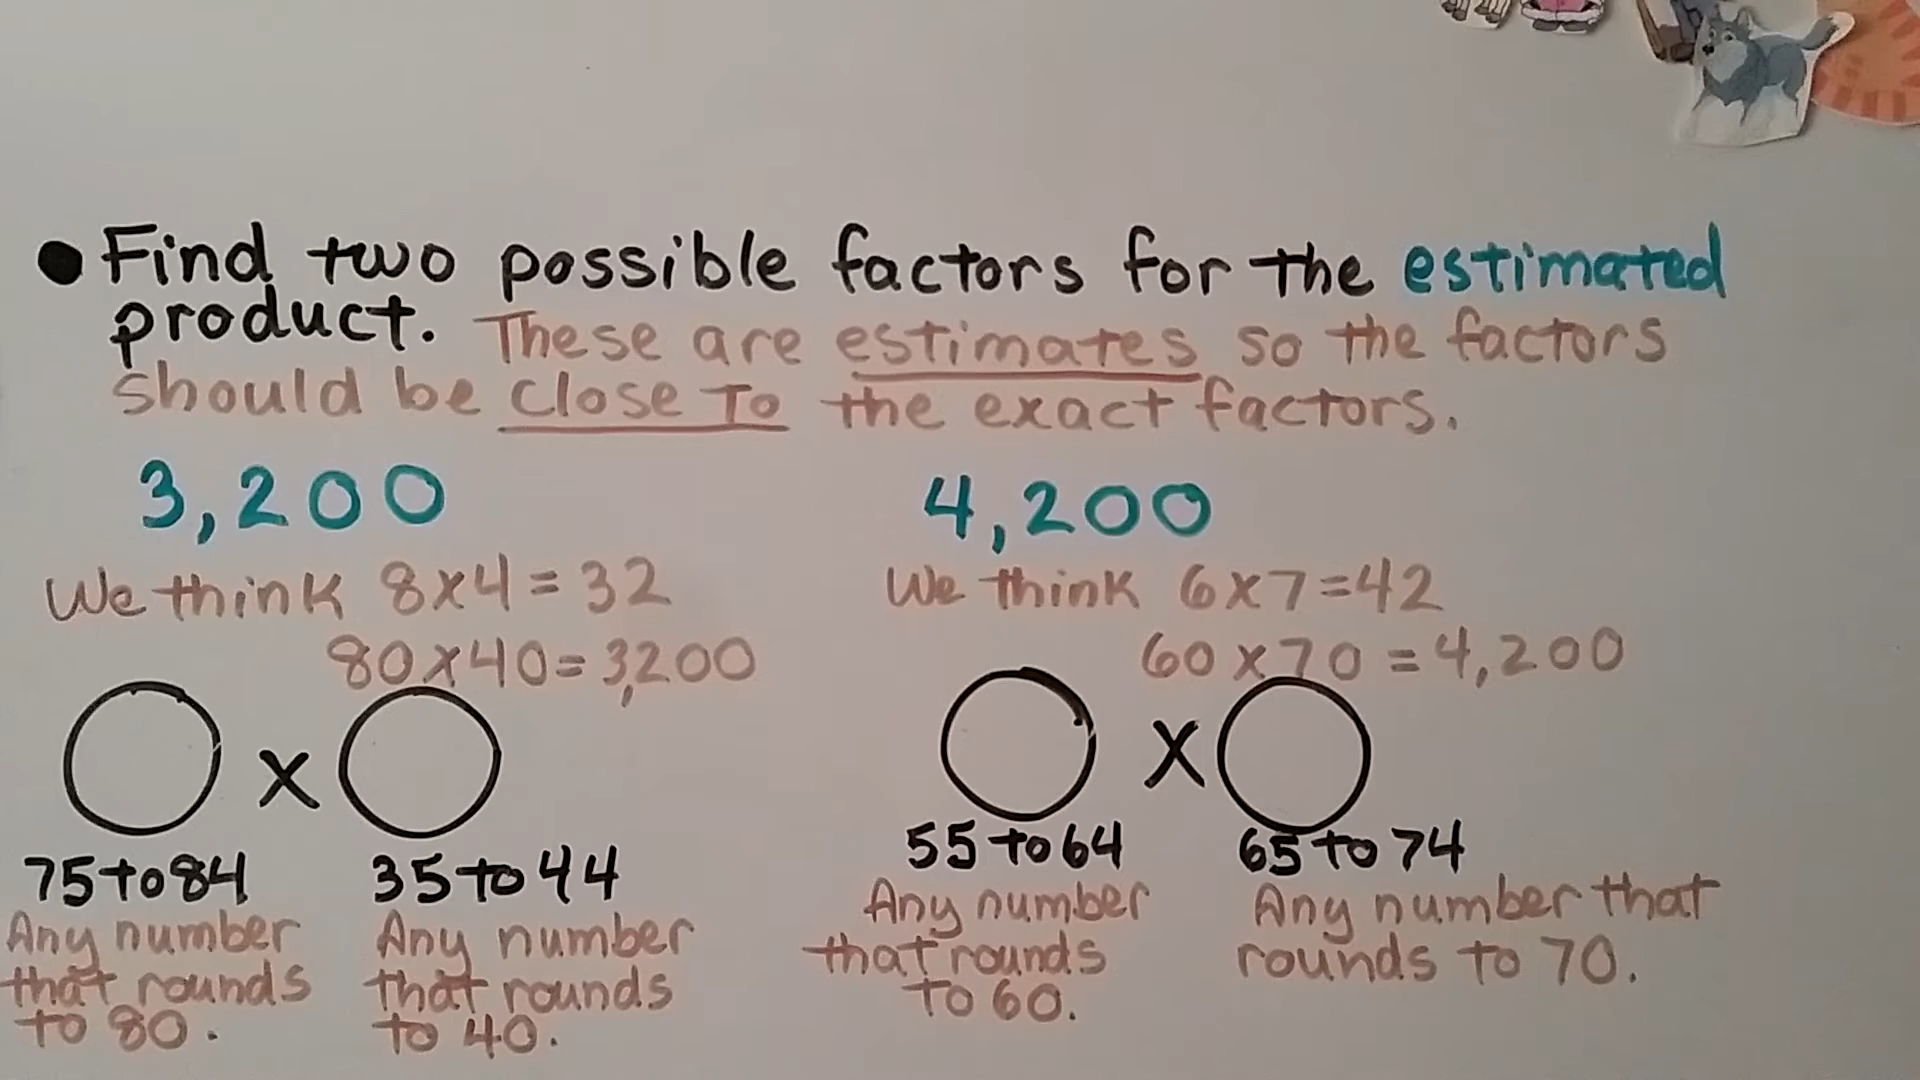 ● Find two possible factors for the estimated
product. These are estimates so the factors
should be close to the exact factors.
3,200
We think 8x4=32
80x40=3,200
x
75 to 84
Any number
that rounds
to 80.
35 to 44
Any number
that rounds
to 40.
4,200
We think 6x7=42
60x70=4,200
x
55 to 64
Any number
that rounds
to 60.
65 to 74
Any number that
rounds to 70.